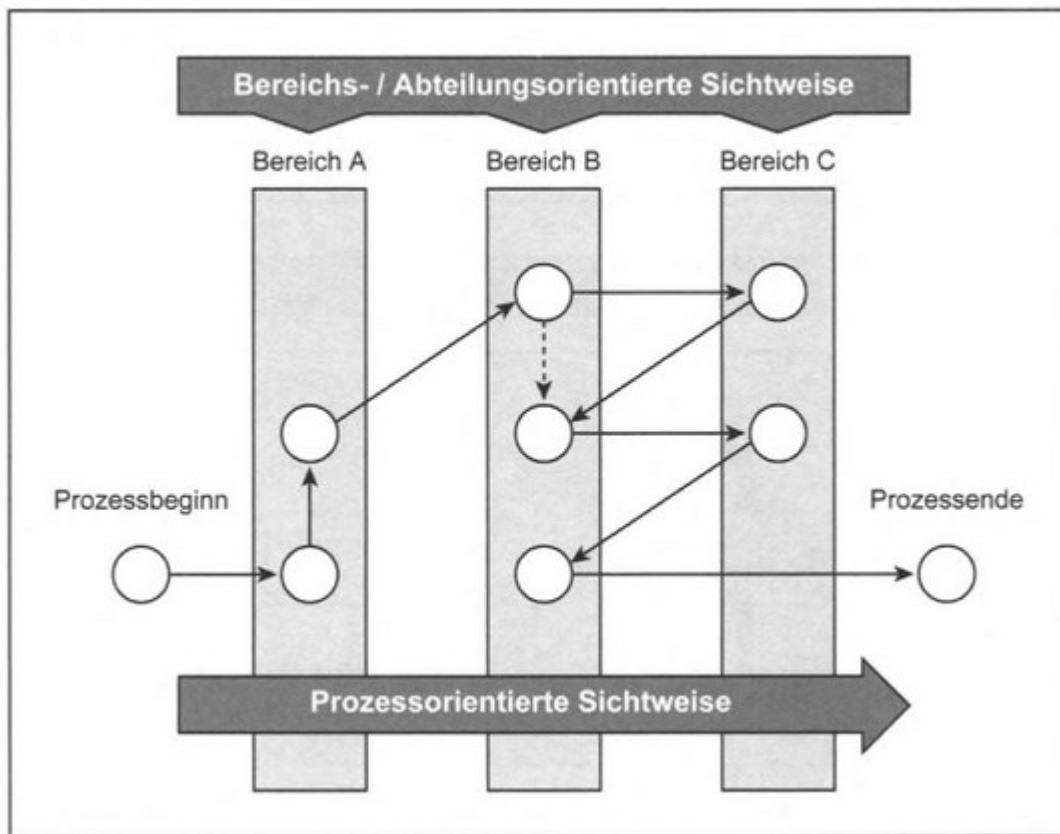 Bereichs- / Abteilungsorientierte Sichtweise
Bereich A
Bereich B
Bereich C
Prozessbeginn
Prozessende
Prozessorientierte Sichtweise